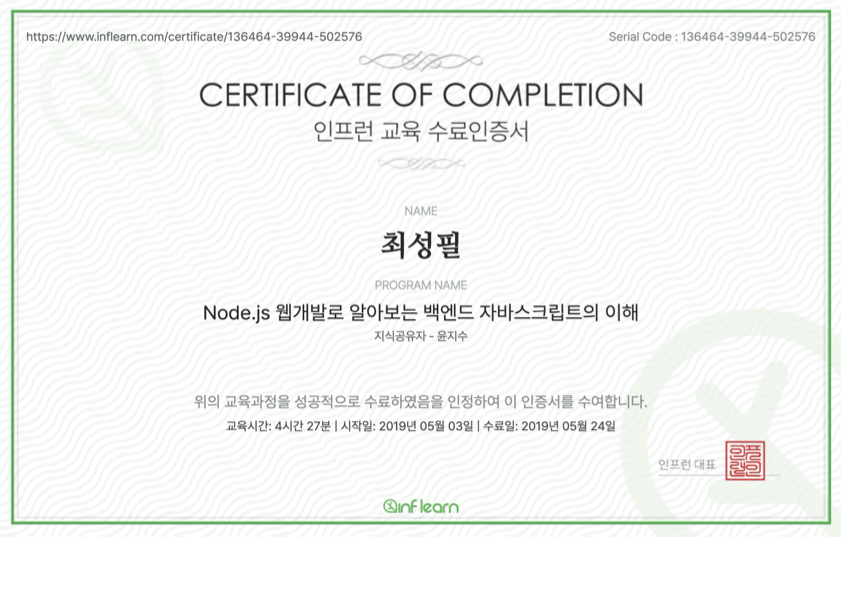 https://www.inflearn.com/certificate/136464-39944-502576
Serial Code : 136464-39944-502576
CERTIFICATE OF COMPLETION
인프런 교육 수료인증서
NAME
최성필
PROGRAM NAME
Node.js 웹개발로 알아보는 백엔드 자바스크립트의 이해
지식공유자 - 윤지수
위의 교육과정을 성공적으로 수료하였음을 인정하여 이 인증서를 수여합니다.
교육시간: 4시간 27분 | 시작일: 2019년 05월 03일 | 수료일: 2019년 05월 24일
인프런 대표
inflearn